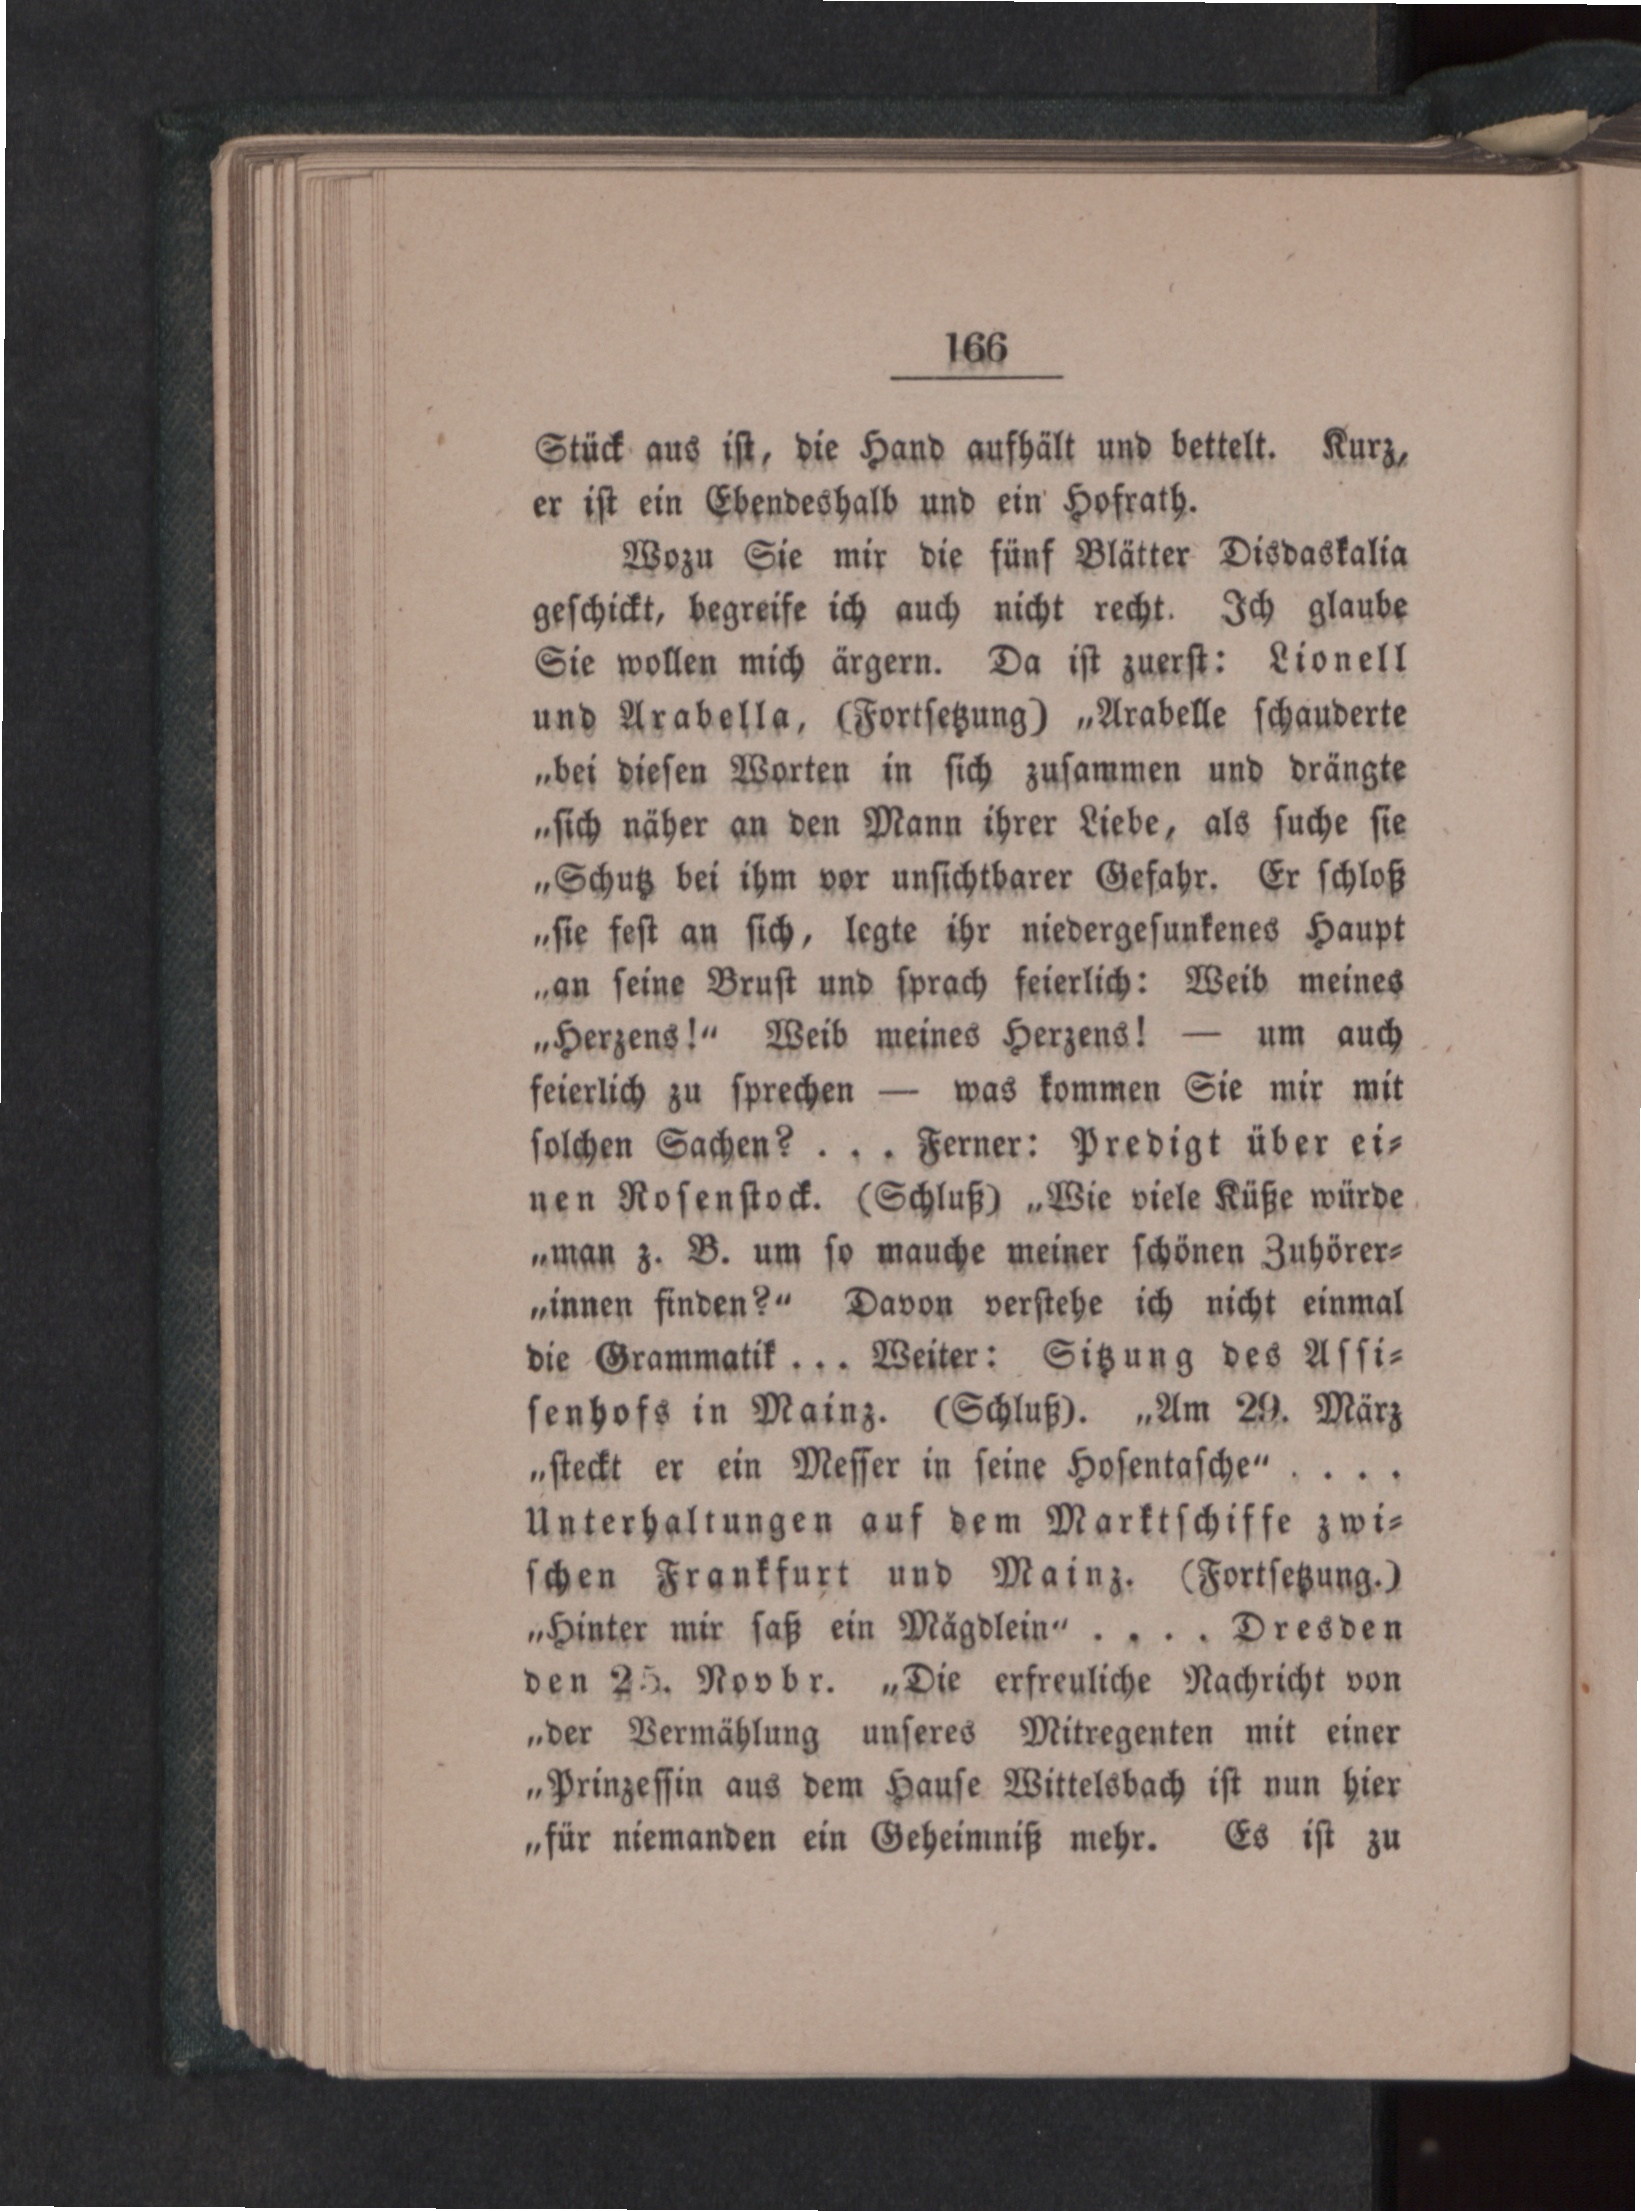 166
Stück aus ist, die Hand aufhält und bettelt. Kurz,
er ist ein Ebendeshalb und ein Hofrath.
Wozu Sie mir die fünf Blätter Disdaskalia
geschickt, begreife ich auch nicht recht. Ich glaube
Sie wollen mich ärgern. Da ist zuerst: Lionell
und Arabella, (Fortsetzung) „Arabelle schauderte
„bei diesen Worten in sich zusammen und drängte
„sich näher an den Mann ihrer Liebe, als suche sie
„Schutz bei ihm vor unsichtbarer Gefahr. Er schloß
„sie fest an sich, legte ihr niedergesunkenes Haupt
„an seine Brust und sprach feierlich: Weib meines
„Herzens!“ Weib meines Herzens! — um auch
feierlich zu sprechen — was kommen Sie mir mit
solchen Sachen? . . . Ferner: Predigt über ei-
nen Rosenstock. (Schluß) „Wie viele Küße würde
„man z. B. um so mauche meiner schönen Zuhörer-
„innen finden?“ Davon verstehe ich nicht einmal
die Grammatik . . . Weiter: Sitzung des Assi-
senhofs in Mainz. (Schluß). „Am 29. März
„steckt er ein Messer in seine Hosentasche“ . . . .
Unterhaltungen auf dem Marktschiffe zwi-
schen Frankfurt und Mainz. (Fortsetzung.)
„Hinter mir saß ein Mägdlein“ . . . . Dresden
den 25. Novbr. „Die erfreuliche Nachricht von
„der Vermählung unseres Mitregenten mit einer
„Prinzessin aus dem Hause Wittelsbach ist nun hier
„für niemanden ein Geheimniß mehr. Es ist zu